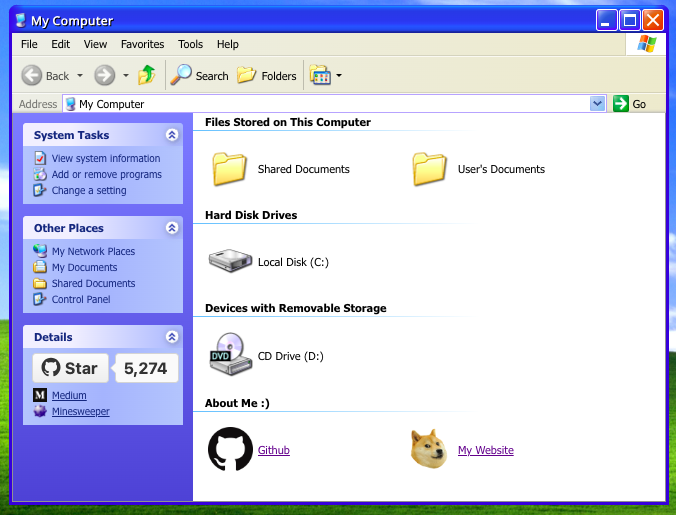 My Computer
File Edit View Favorites Tools Help
Back Search Folders
Address My Computer Go
System Tasks
View system information
Add or remove programs
Change a setting
Other Places
My Network Places
My Documents
Shared Documents
Control Panel
Details
Star 5,274
M Medium
Minesweeper
Files Stored on This Computer
Shared Documents User's Documents
Hard Disk Drives
Local Disk (C:)
Devices with Removable Storage
DVD CD Drive (D:)
About Me :)
Github My Website